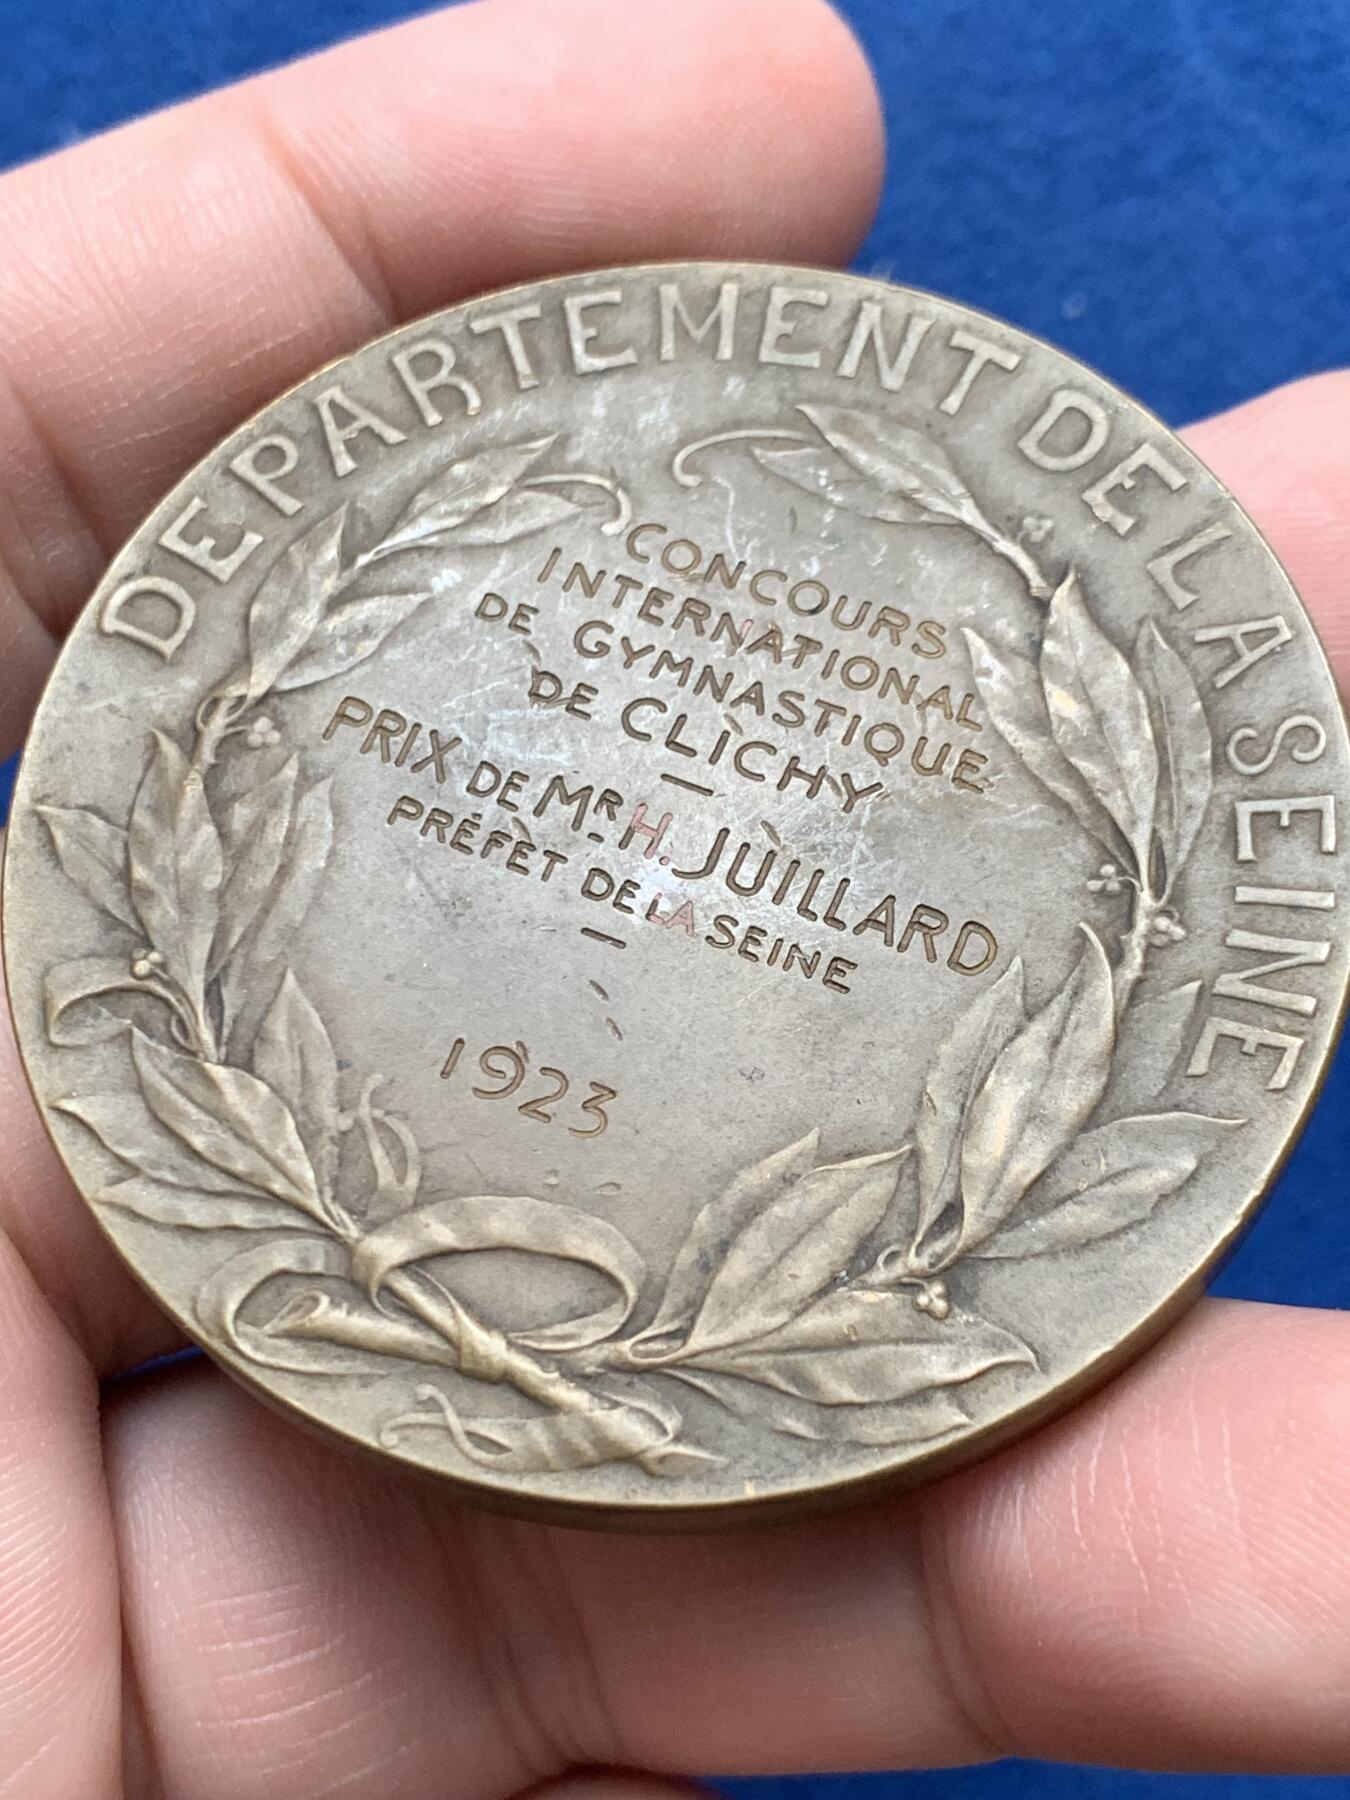 DEPARTEMENT DE LA SEINE
CONCOURS
INTERNATIONAL
DE GYMNASTIQUE
DE CLICHY
—
PRIX DE MR H. JUILLARD
PRÉFET DE LA SEINE
—
1923